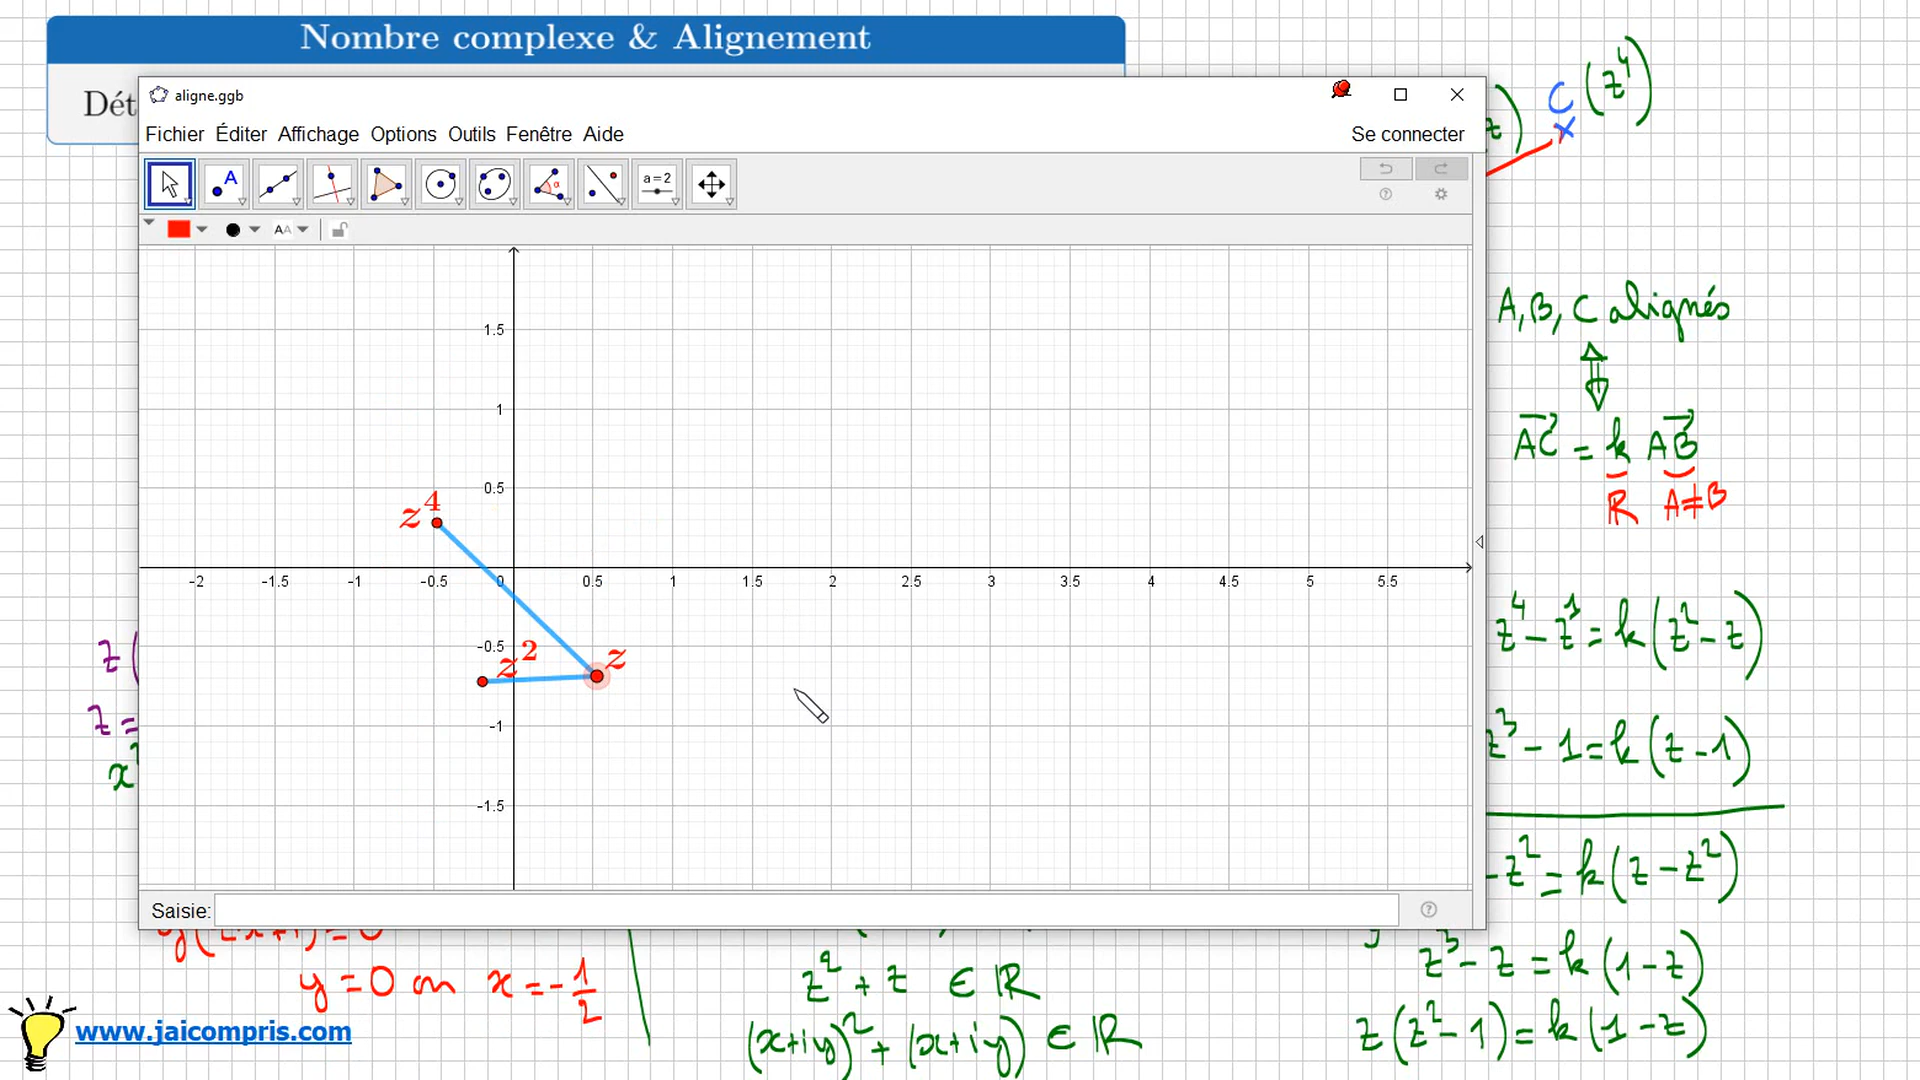 Nombre complexe & Alignement
Dét
aligne.ggb
Fichier Éditer Affichage Options Outils Fenêtre Aide
Se connecter
A
α
a=2
AA
1.5
1
0.5
-2 -1.5 -1 -0.5 0 0.5 1 1.5 2 2.5 3 3.5 4 4.5 5 5.5
-0.5
-1
-1.5
z⁴
z²
z
Saisie:
C (z⁴)
A, B, C alignés
AC = k AB
R A≠B
z⁴ - z¹ = k(z² - z)
z³ - 1 = k(z - 1)
- z² = k(z - z²)
z³ - z = k(1 - z)
z(z² - 1) = k(1 - z)
z(
z =
y = 0 ou x = -1/2
z² + z ∈ ℝ
(x+iy)² + (x+iy) ∈ ℝ
www.jaicompris.com